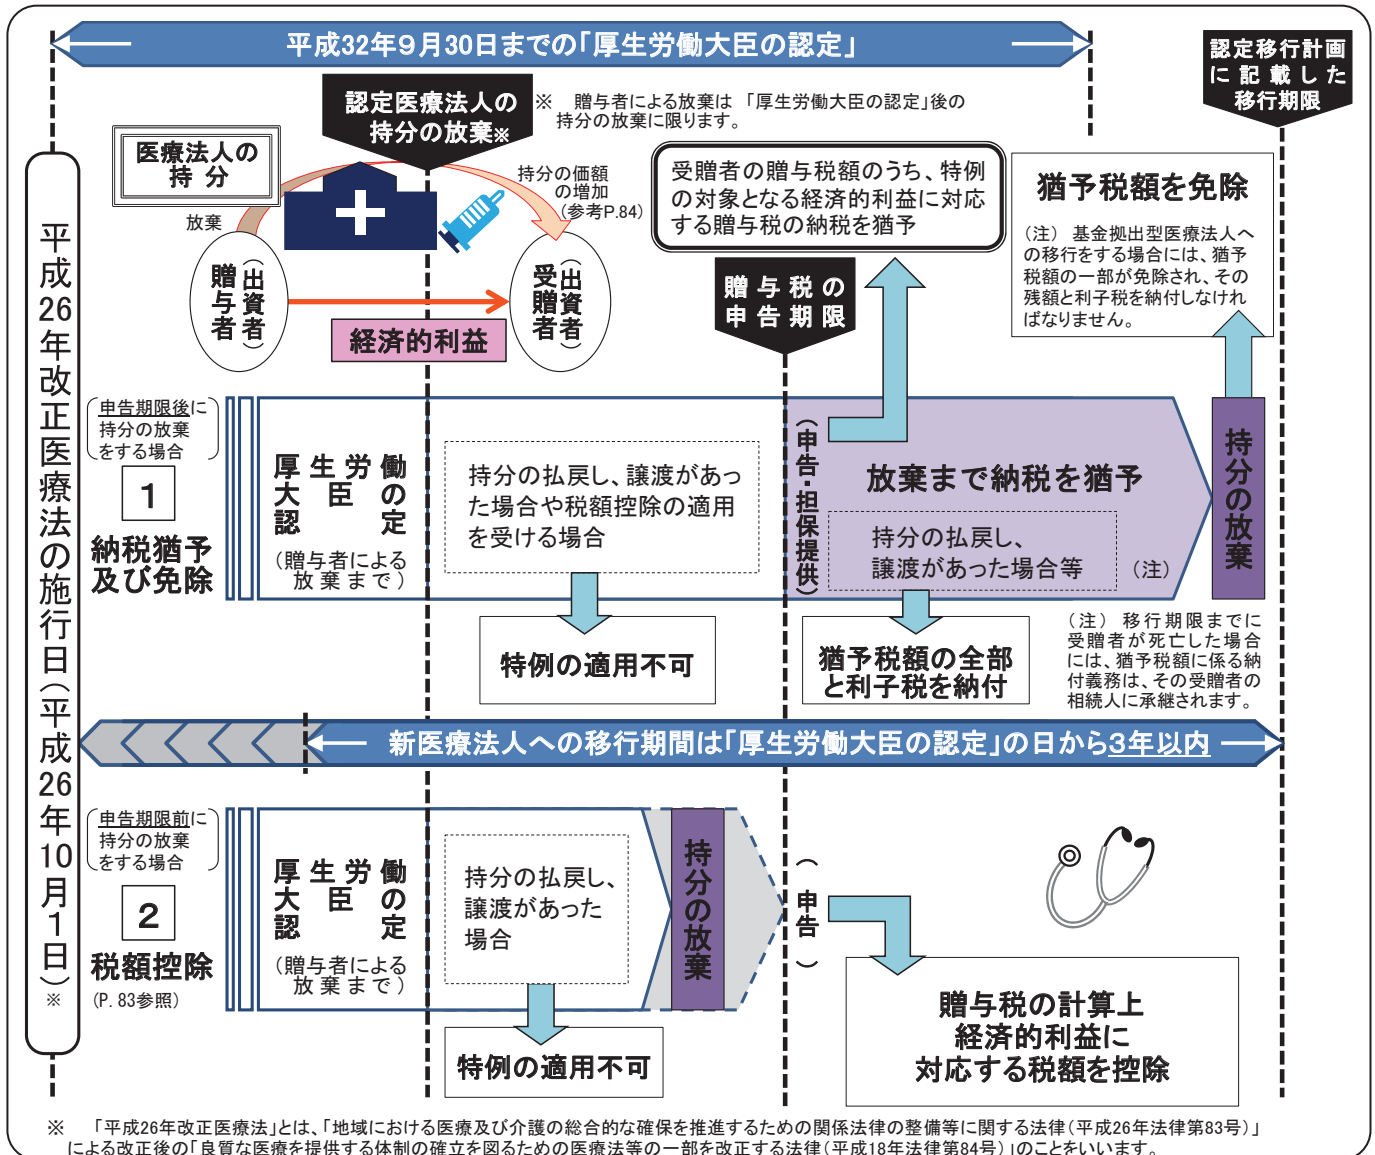 平成32年9月30日までの「厚生労働大臣の認定」
認定移行計画
に記載した
移行期限
認定医療法人の
持分の放棄※
※　贈与者による放棄は「厚生労働大臣の認定」後の
持分の放棄に限ります。
医療法人の
持 分
放棄
持分の価額
の増加
(参考P.84)
贈与者
(出資者)
受贈者
(出資者)
経済的利益
受贈者の贈与税額のうち、特例
の対象となる経済的利益に対応
する贈与税の納税を猶予
贈与税の
申告期限
猶予税額を免除
(注) 基金拠出型医療法人へ
の移行をする場合には、猶予
税額の一部が免除され、その
残額と利子税を納付しなけれ
ばなりません。
平成26年改正医療法の施行日(平成26年10月1日)※
申告期限後に
持分の放棄
をする場合
1
納税猶予
及び免除
厚生労働
大臣の
認定
(贈与者による
放棄まで)
持分の払戻し、譲渡があっ
た場合や税額控除の適用
を受ける場合
特例の適用不可
(申告・担保提供)
放棄まで納税を猶予
持分の払戻し、
譲渡があった場合等
(注)
持分の放棄
猶予税額の全部
と利子税を納付
(注) 移行期限までに
受贈者が死亡した場合
には、猶予税額に係る納
付義務は、その受贈者の
相続人に承継されます。
新医療法人への移行期間は「厚生労働大臣の認定」の日から3年以内
申告期限前に
持分の放棄
をする場合
2
税額控除
(P. 83参照)
厚生労働
大臣の
認定
(贈与者による
放棄まで)
持分の払戻し、
譲渡があった
場合
特例の適用不可
持分の放棄
(申告)
贈与税の計算上
経済的利益に
対応する税額を控除
※　「平成26年改正医療法」とは、「地域における医療及び介護の総合的な確保を推進するための関係法律の整備等に関する法律(平成26年法律第83号)」
による改正後の「良質な医療を提供する体制の確立を図るための医療法等の一部を改正する法律(平成18年法律第84号)」のことをいいます。